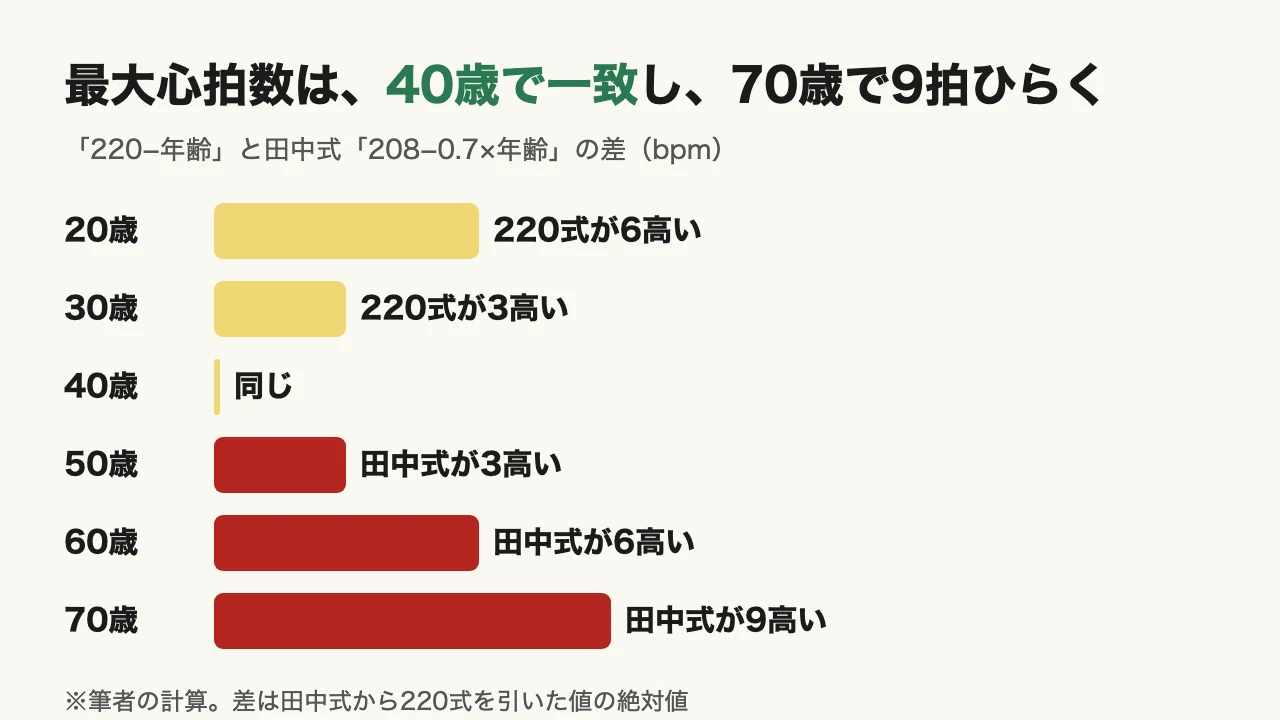 最大心拍数は、40歳で一致し、70歳で9拍ひらく
「220−年齢」と田中式「208−0.7×年齢」の差（bpm）
20歳 220式が6高い
30歳 220式が3高い
40歳 同じ
50歳 田中式が3高い
60歳 田中式が6高い
70歳 田中式が9高い
※筆者の計算。差は田中式から220式を引いた値の絶対値